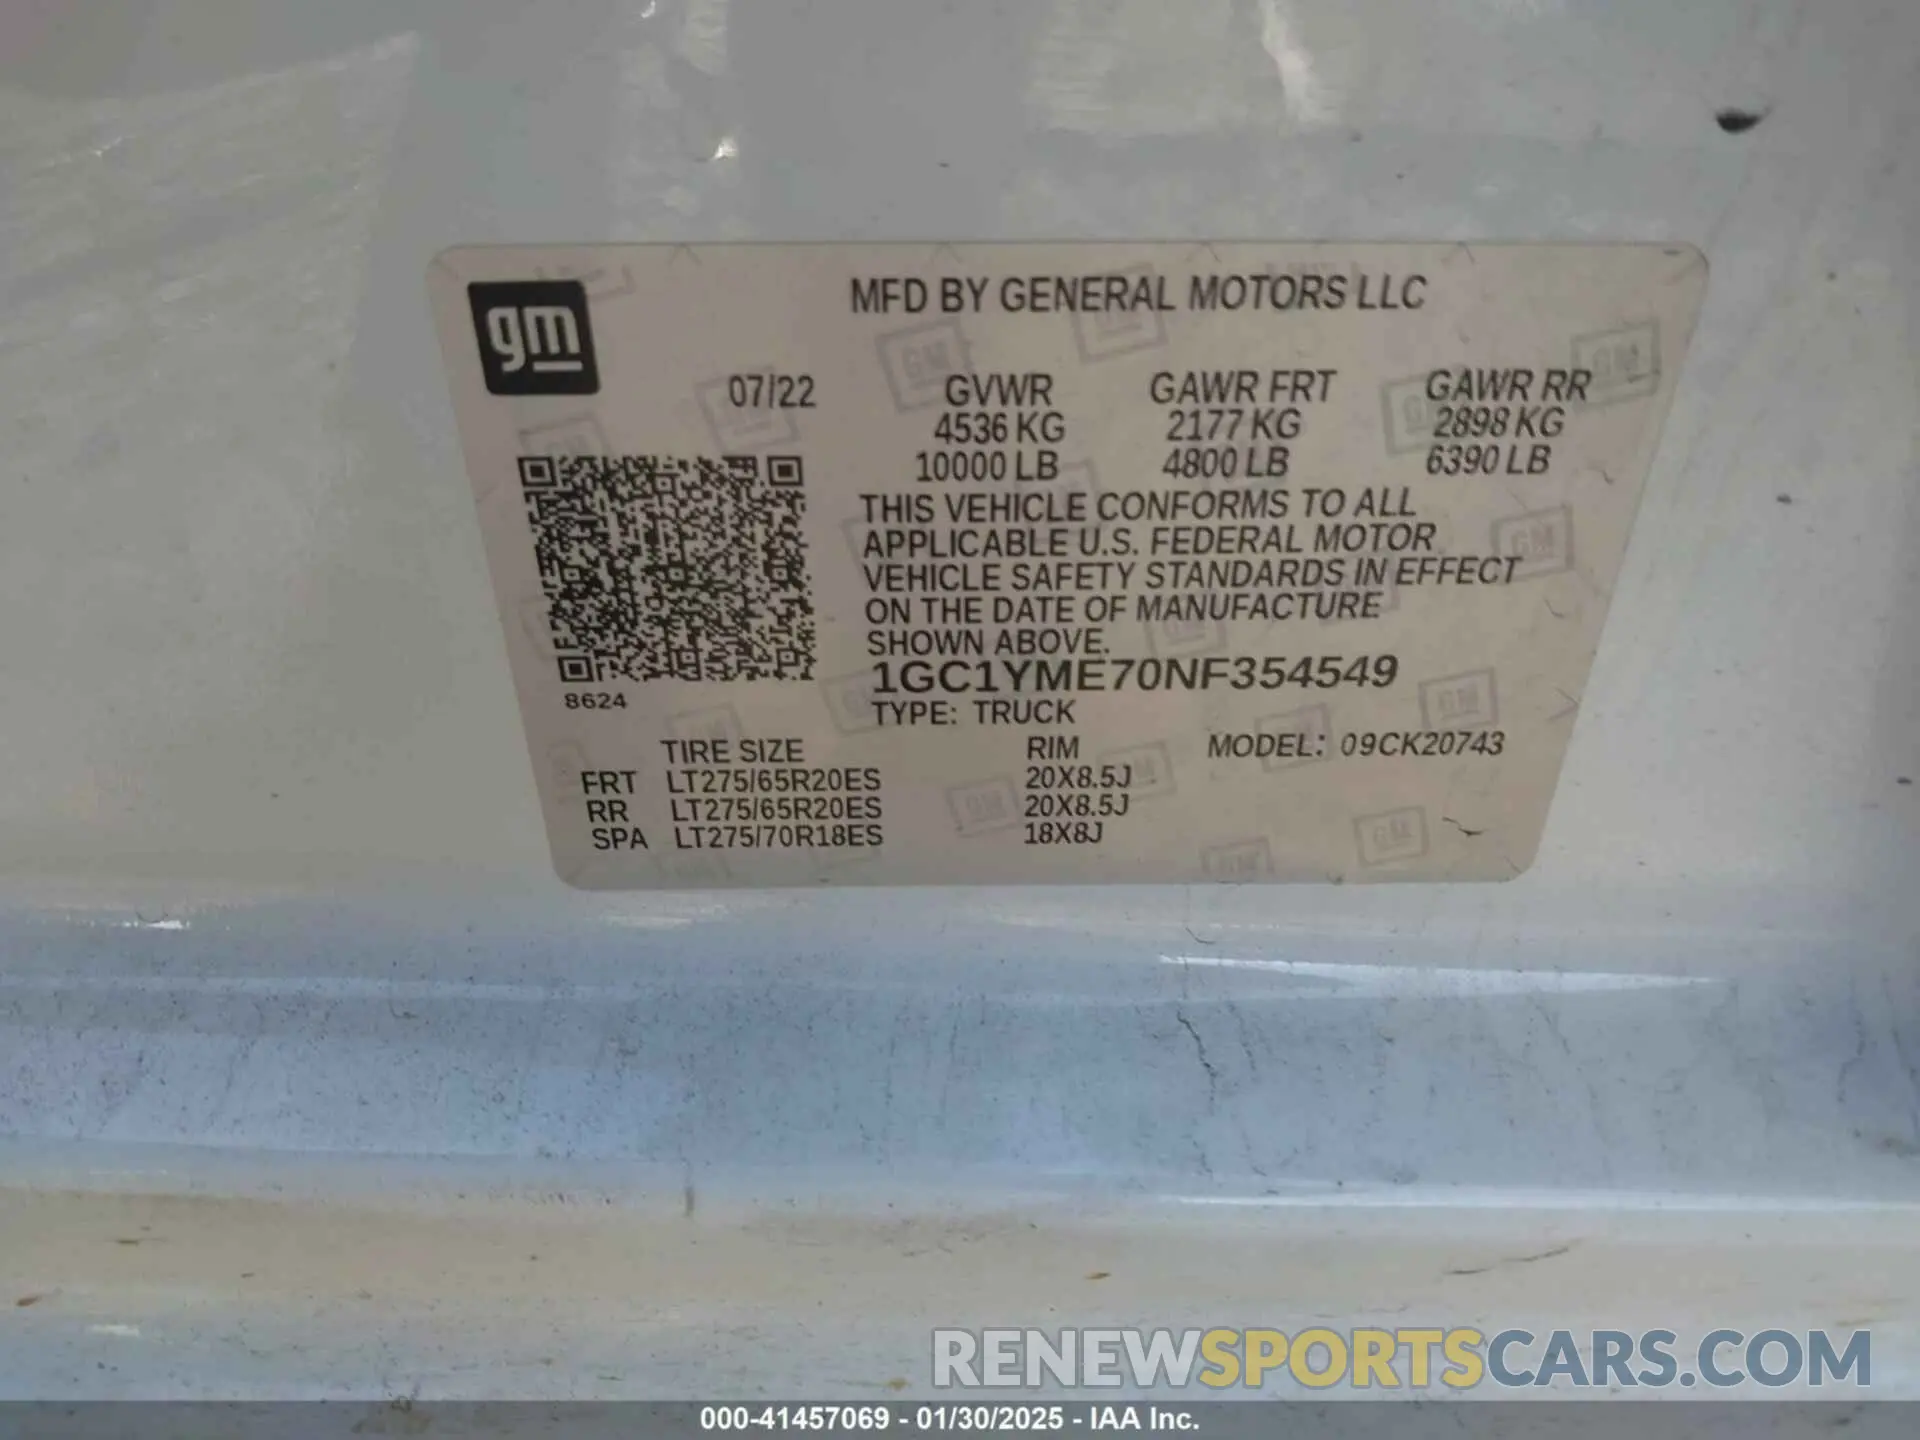 gm
MFD BY GENERAL MOTORS LLC
07/22 GVWR GAWR FRT GAWR RR
4536 KG 2177 KG 2898 KG
10000 LB 4800 LB 6390 LB
THIS VEHICLE CONFORMS TO ALL
APPLICABLE U.S. FEDERAL MOTOR
VEHICLE SAFETY STANDARDS IN EFFECT
ON THE DATE OF MANUFACTURE
SHOWN ABOVE.
8624
1GC1YME70NF354549
TYPE: TRUCK
TIRE SIZE RIM MODEL: 09CK20743
FRT LT275/65R20ES 20X8.5J
RR LT275/65R20ES 20X8.5J
SPA LT275/70R18ES 18X8J
RENEWSPORTSCARS.COM
000-41457069 - 01/30/2025 - IAA Inc.